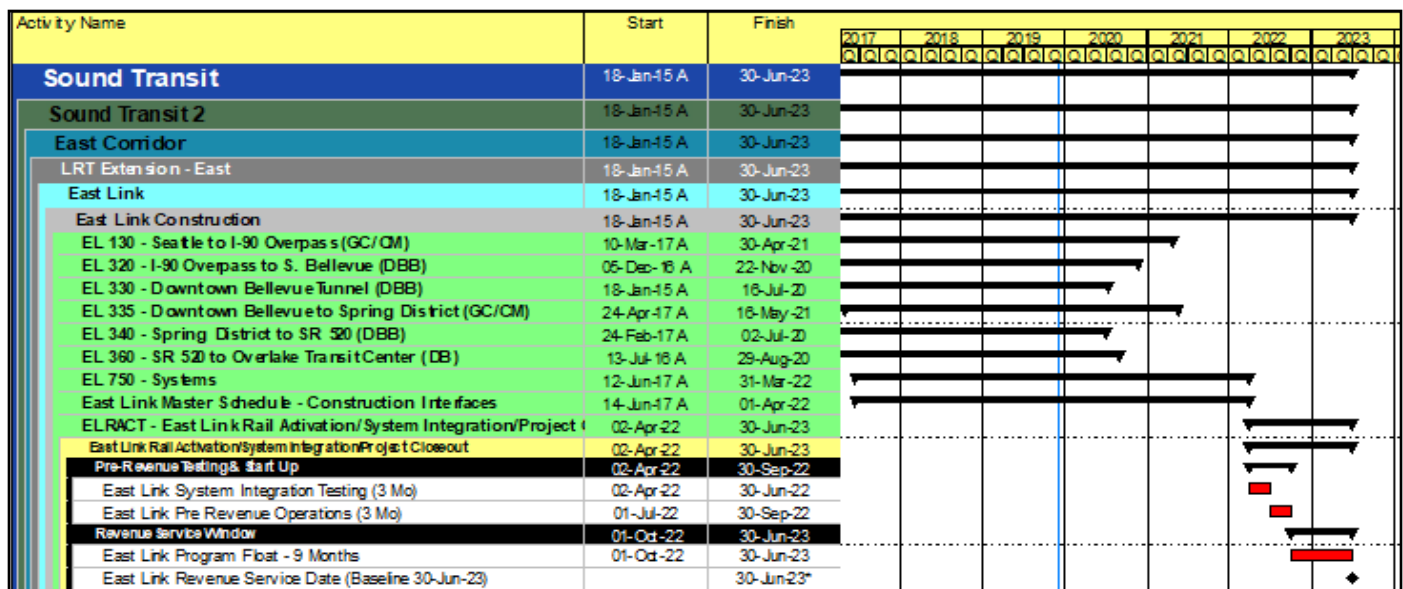 Activity Name Start Finish
2017 2018 2019 2020 2021 2022 2023
Q Q Q Q Q Q Q Q Q Q Q Q Q Q Q Q Q Q Q Q Q Q Q Q Q Q Q
Sound Transit 18-Jan-15 A 30-Jun-23
Sound Transit 2 18-Jan-15 A 30-Jun-23
East Corridor 18-Jan-15 A 30-Jun-23
LRT Extension - East 18-Jan-15 A 30-Jun-23
East Link 18-Jan-15 A 30-Jun-23
East Link Construction 18-Jan-15 A 30-Jun-23
EL 130 - Seattle to I-90 Overpass (GC/CM) 10-Mar-17 A 30-Apr-21
EL 320 - I-90 Overpass to S. Bellevue (DBB) 05-Dec-16 A 22-Nov-20
EL 330 - Downtown Bellevue Tunnel (DBB) 18-Jan-15 A 16-Jul-20
EL 335 - Downtown Bellevue to Spring District (GC/CM) 24-Apr-17 A 16-May-21
EL 340 - Spring District to SR 520 (DBB) 24-Feb-17 A 02-Jul-20
EL 360 - SR 520 to Overlake Transit Center (DB) 13-Jul-16 A 29-Aug-20
EL 750 - Systems 12-Jun-17 A 31-Mar-22
East Link Master Schedule - Construction Interfaces 14-Jun-17 A 01-Apr-22
ELRACT - East Link Rail Activation/System Integration/Project 02-Apr-22 30-Jun-23
East Link Rail Activation/System Integration/Project Closeout 02-Apr-22 30-Jun-23
Pre-Revenue Testing & Start Up 02-Apr-22 30-Sep-22
East Link System Integration Testing (3 Mo) 02-Apr-22 30-Jun-22
East Link Pre Revenue Operations (3 Mo) 01-Jul-22 30-Sep-22
Revenue Service Window 01-Oct-22 30-Jun-23
East Link Program Float - 9 Months 01-Oct-22 30-Jun-23
East Link Revenue Service Date (Baseline 30-Jun-23) 30-Jun-23*